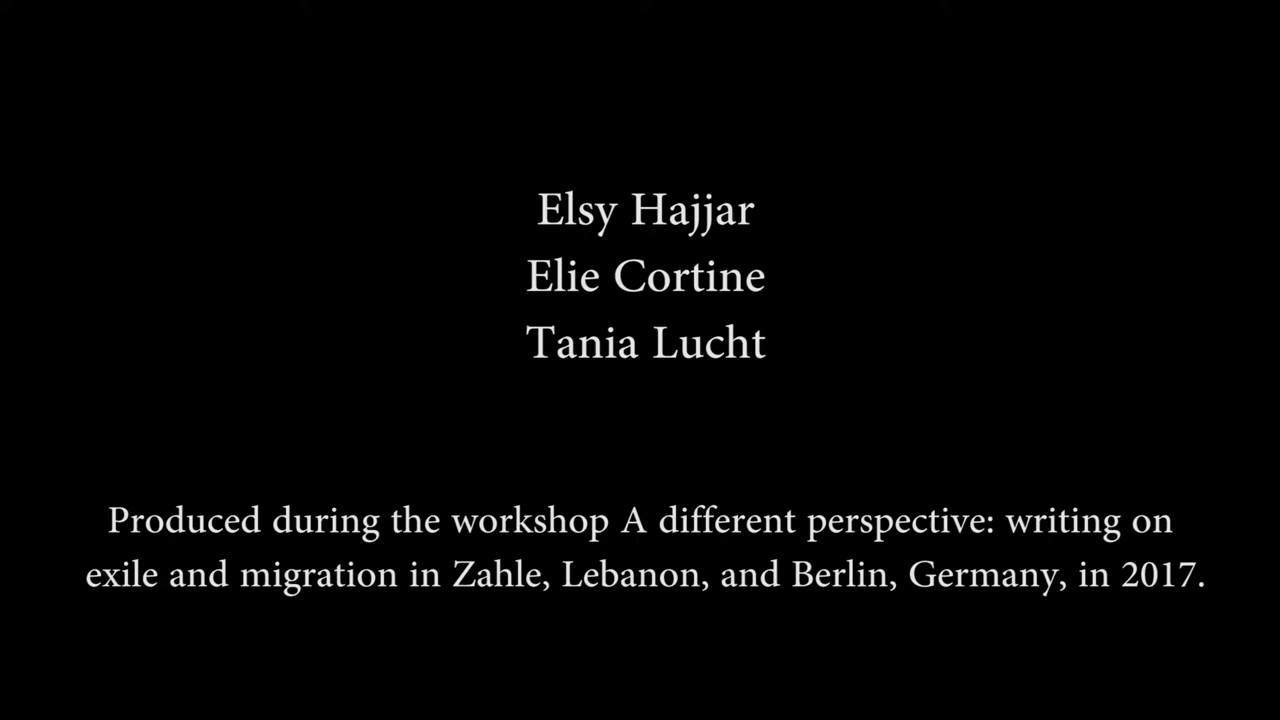 Elsy Hajjar
Elie Cortine
Tania Lucht
Produced during the workshop A different perspective: writing on
exile and migration in Zahle, Lebanon, and Berlin, Germany, in 2017.